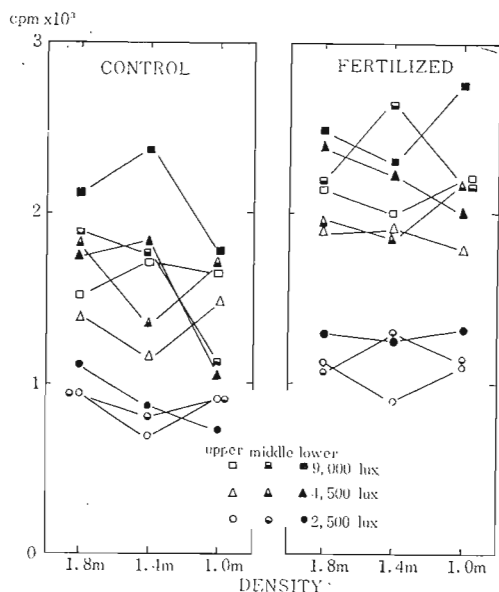 cpm x10³
3
CONTROL
FERTILIZED
2
1
upper middle lower
9,000 lux
4,500 lux
2,500 lux
0
1.8m 1.4m 1.0m 1.8m 1.4m 1.0m
DENSITY